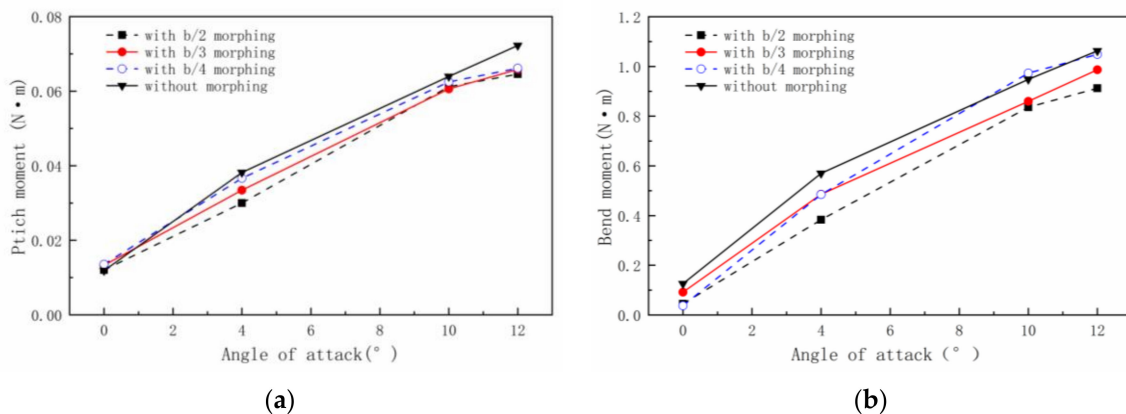 0.08
0.06
0.04
0.02
0.00
Ptich moment (N·m)
with b/2 morphing
with b/3 morphing
with b/4 morphing
without morphing
0 2 4 6 8 10 12
Angle of attack(°)
(a)
1.2
1.0
0.8
0.6
0.4
0.2
0.0
Bend moment(N·m)
with b/2 morphing
with b/3 morphing
with b/4 morphing
without morphing
0 2 4 6 8 10 12
Angle of attack (°)
(b)